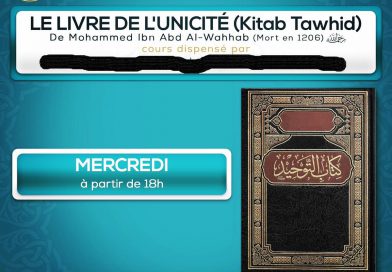 LE LIVRE DE L'UNICITÉ (Kitab Tawhid)
De Mohammed Ibn Abd Al-Wahhab (Mort en 1206)
cours dispensé par
MERCREDI
à partir de 18h
كتاب التوحيد